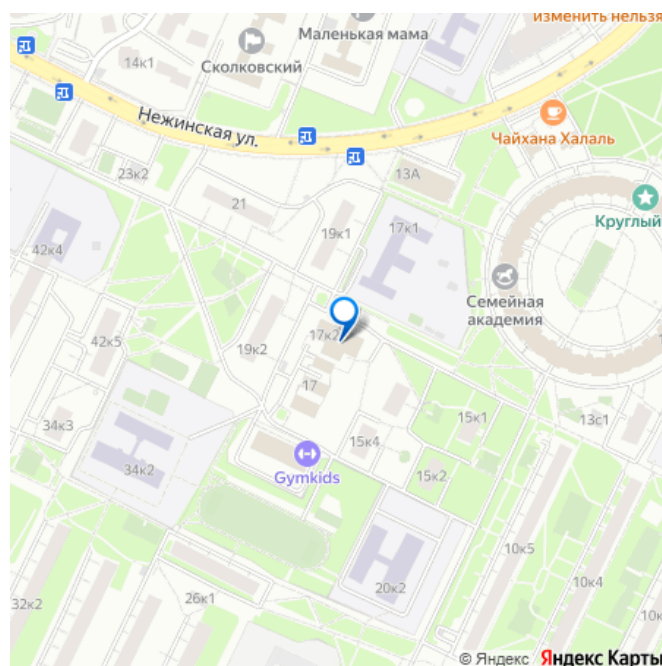 изменить нельзя
Маленькая мама
Сколковский
14к1
Нежинская ул.
Чайхана Халаль
23к2
13А
21
Круглый
19к1
17к1
42к4
Семейная
академия
17к2
42к5
19к2
17
15к1
13с1
34к3
15к4
34к2
Gymkids
15к2
10к5
10к4
20к2
32к2
26к1
© Яндекс Яндекс Карты